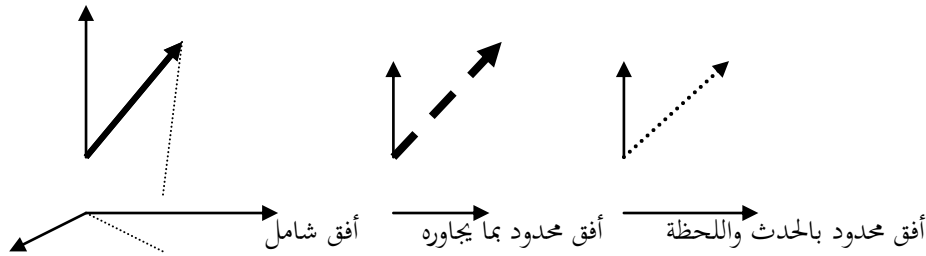 أفق محدود بالحدث واللحظة
أفق محدود بما يجاوره
أفق شامل